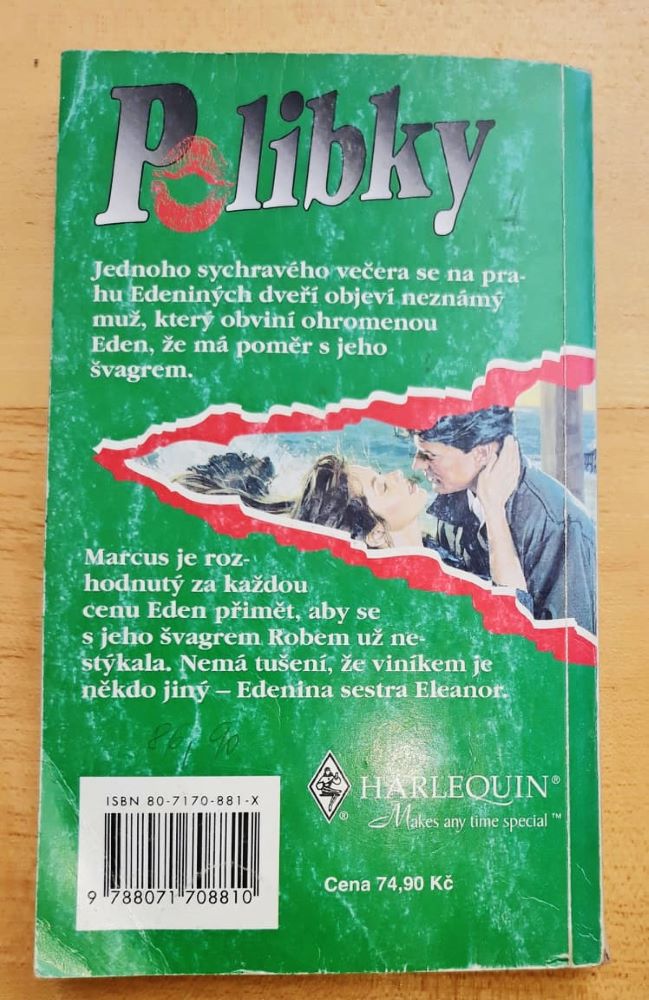 Polibky
Jednoho sychravého večera se na pra-
hu Edeniných dveří objeví neznámý
muž, který obviní ohromenou
Eden, že má poměr s jeho
švagrem.
Marcus je roz-
hodnutý za každou
cenu Eden přimět, aby se
s jeho švagrem Robem už ne-
stýkala. Nemá tušení, že viníkem je
někdo jiný – Edenina sestra Eleanor.
86,90
ISBN 80-7170-881-X
9 788071 708810
HARLEQUIN®
®
Makes any time special™
Cena 74,90 Kč